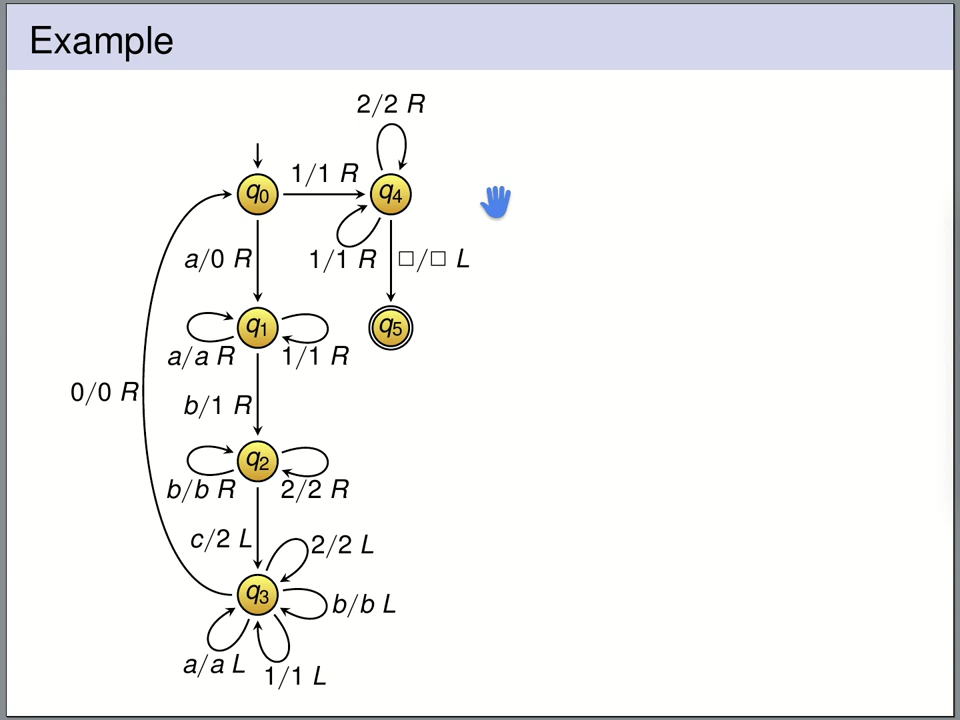 Example
2/2 R
1/1 R
q0
q4
a/0 R
1/1 R
□/□ L
q1
q5
a/a R
1/1 R
0/0 R
b/1 R
q2
b/b R
2/2 R
c/2 L
2/2 L
q3
b/b L
a/a L
1/1 L